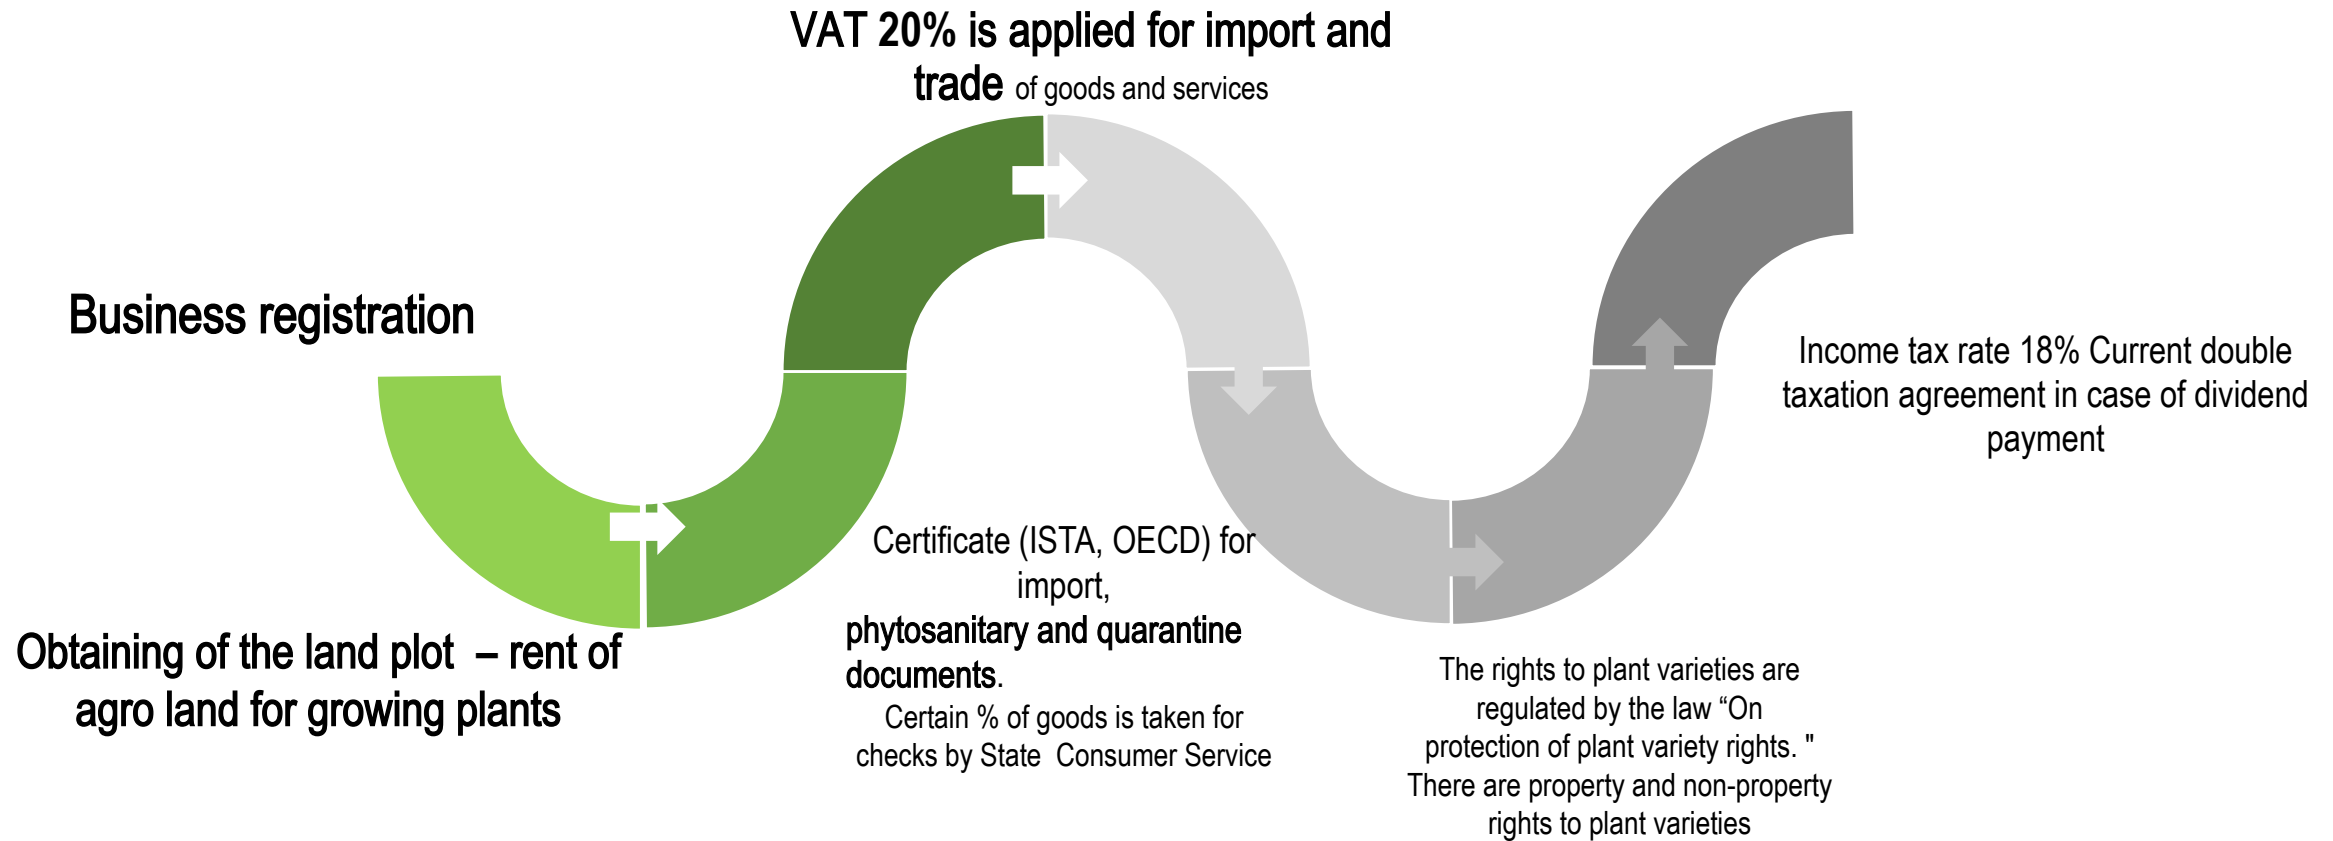 VAT 20% is applied for import and
trade of goods and services
Business registration
Obtaining of the land plot – rent of
agro land for growing plants
Certificate (ISTA, OECD) for
import,
phytosanitary and quarantine
documents.
Certain % of goods is taken for
checks by State Consumer Service
The rights to plant varieties are
regulated by the law “On
protection of plant variety rights. "
There are property and non-property
rights to plant varieties
Income tax rate 18% Current double
taxation agreement in case of dividend
payment